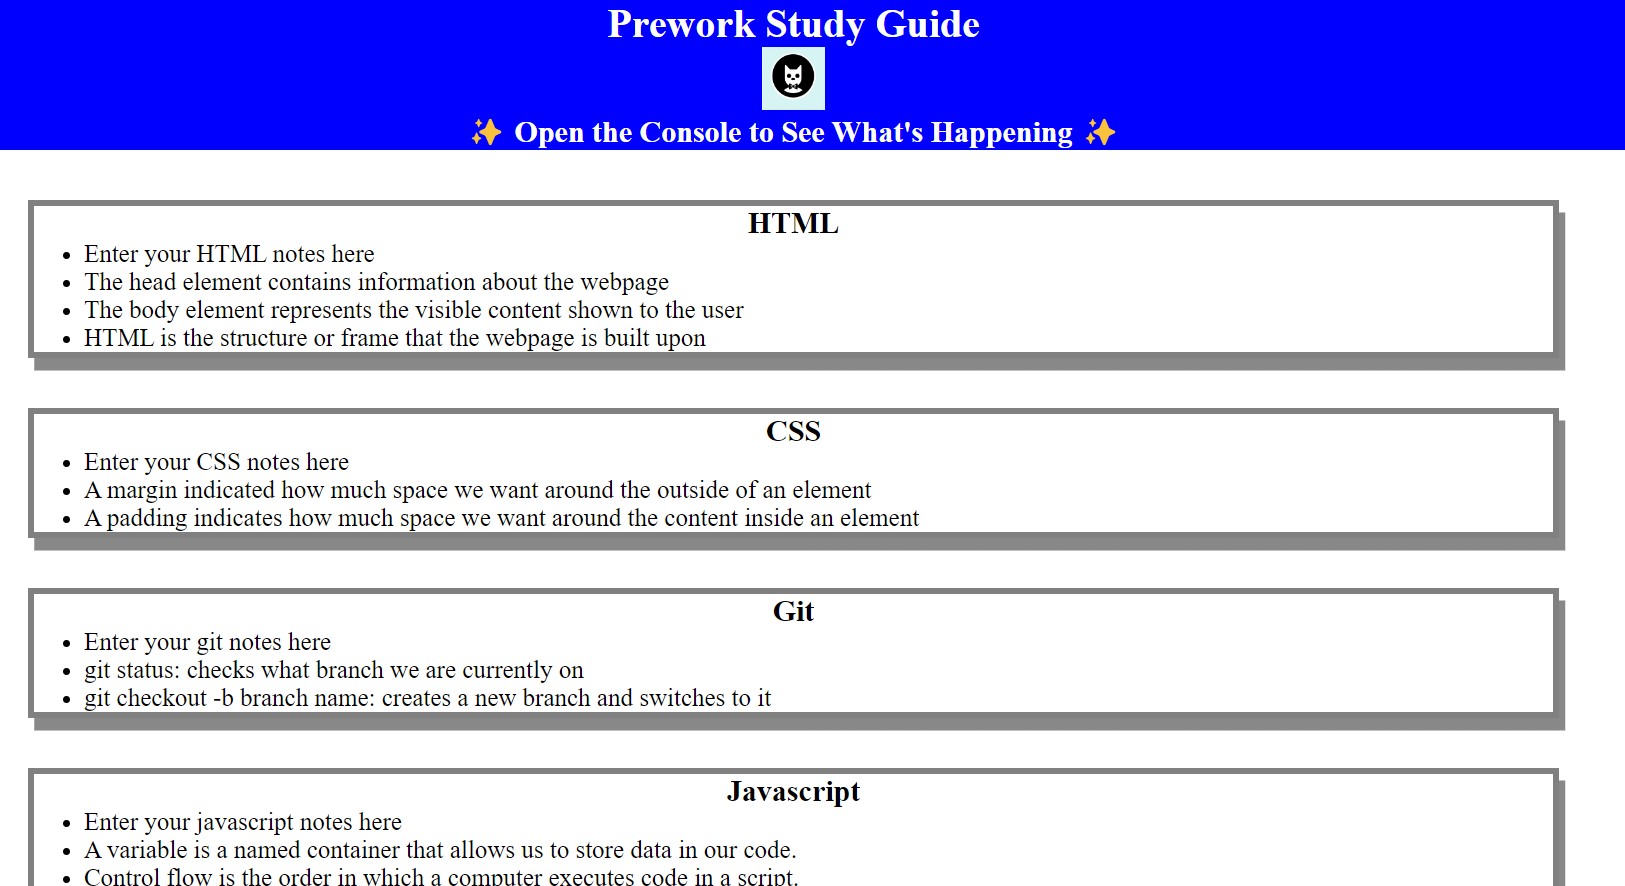 Prework Study Guide
✨ Open the Console to See What's Happening ✨
HTML
• Enter your HTML notes here
• The head element contains information about the webpage
• The body element represents the visible content shown to the user
• HTML is the structure or frame that the webpage is built upon
CSS
• Enter your CSS notes here
• A margin indicated how much space we want around the outside of an element
• A padding indicates how much space we want around the content inside an element
Git
• Enter your git notes here
• git status: checks what branch we are currently on
• git checkout -b branch name: creates a new branch and switches to it
Javascript
• Enter your javascript notes here
• A variable is a named container that allows us to store data in our code.
• Control flow is the order in which a computer executes code in a script.